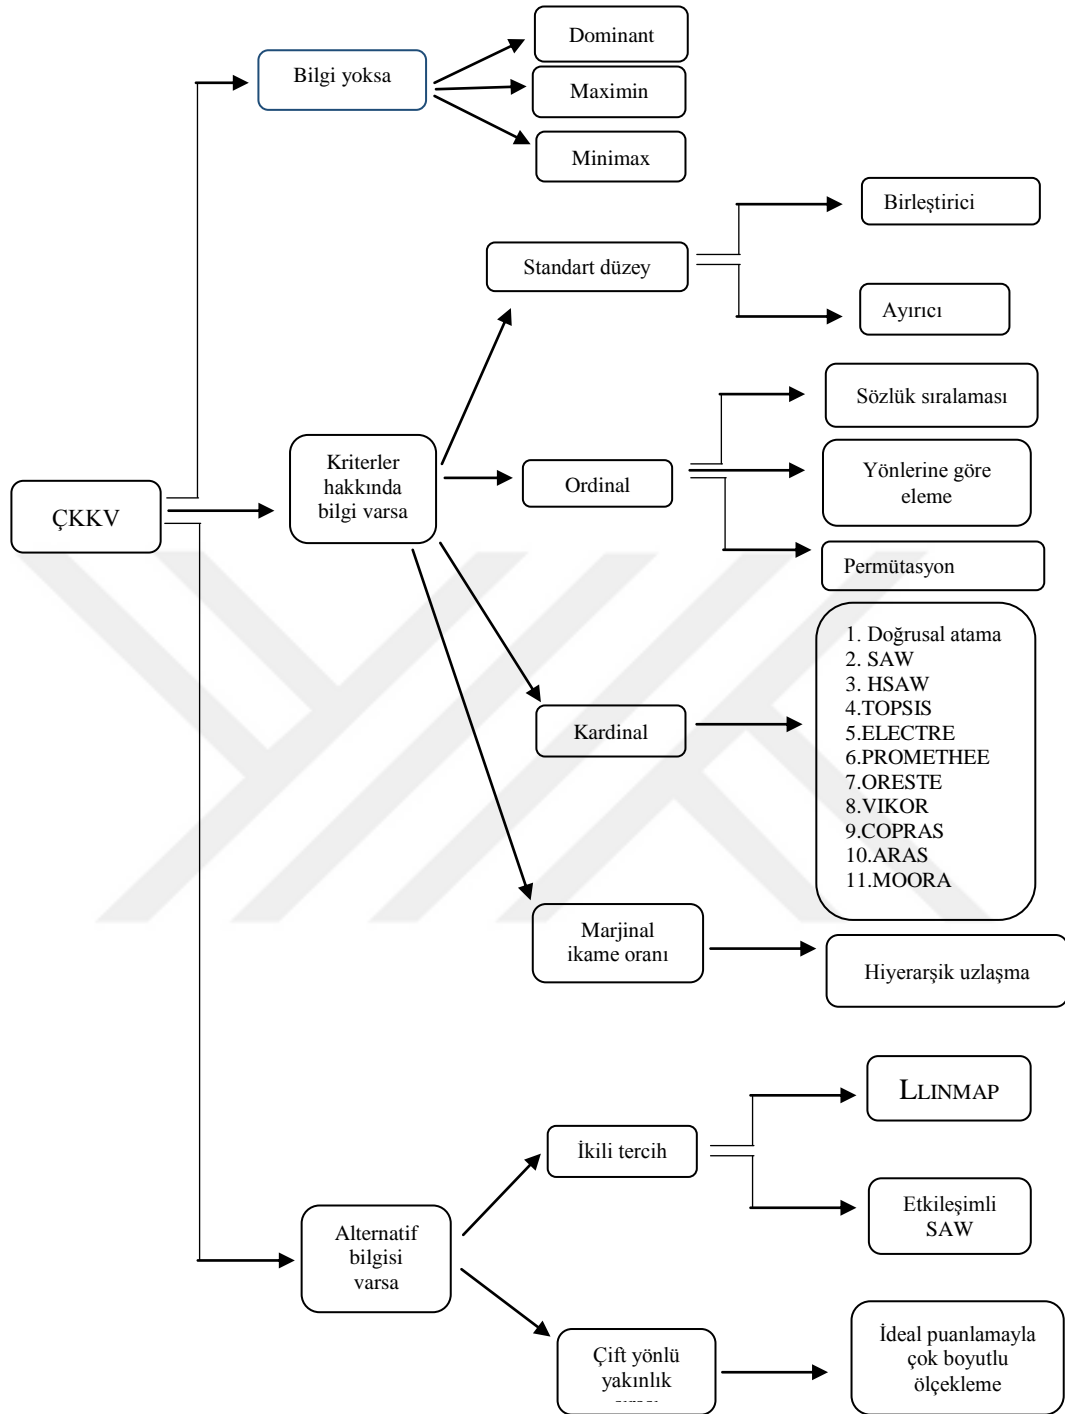 Dominant
Bilgi yoksa
Maximin
Minimax
Birleştirici
Standart düzey
Ayırıcı
Sözlük sıralaması
Kriterler
hakkında
bilgi varsa
Ordinal
Yönlerine göre
eleme
ÇKKV
Permütasyon
1. Doğrusal atama
2. SAW
3. HSAW
4.TOPSIS
5.ELECTRE
6.PROMETHEE
7.ORESTE
8.VIKOR
9.COPRAS
10.ARAS
11.MOORA
Kardinal
Marjinal
ikame oranı
Hiyerarşik uzlaşma
LLINMAP
İkili tercih
Etkileşimli
SAW
Alternatif
bilgisi
varsa
Çift yönlü
yakınlık
İdeal puanlamayla
çok boyutlu
ölçekleme